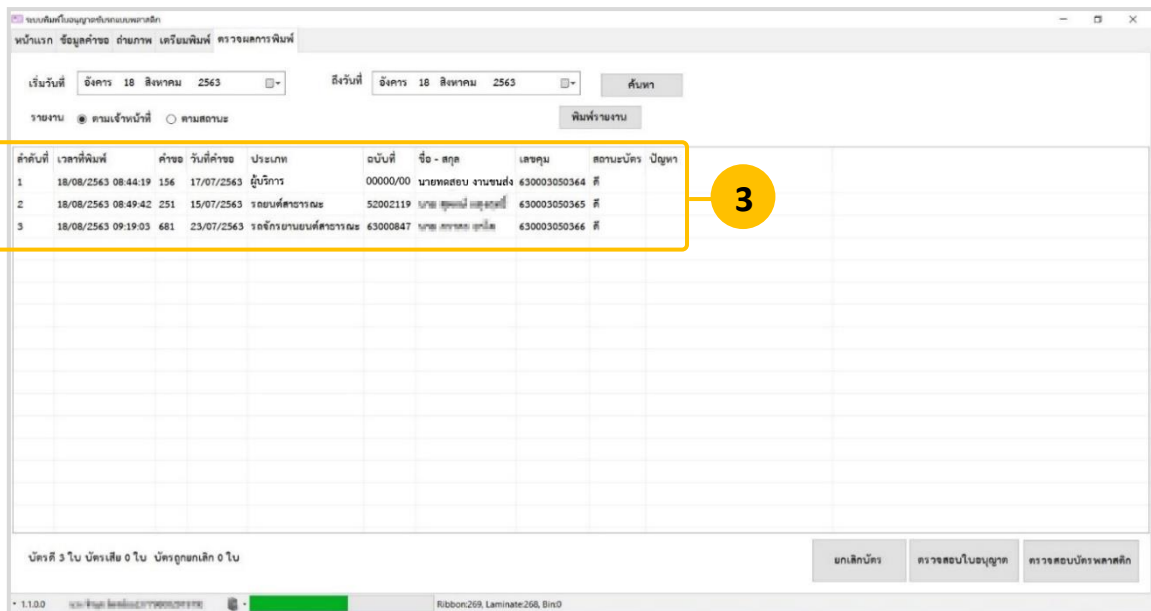 ระบบพิมพ์ใบอนุญาตขับรถแบบพลาสติก
หน้าแรก ข้อมูลคำขอ ถ่ายภาพ เตรียมพิมพ์ ตรวจผลการพิมพ์
เริ่มวันที่ อังคาร 18 สิงหาคม 2563 ถึงวันที่ อังคาร 18 สิงหาคม 2563 ค้นหา
รายงาน ตามเจ้าหน้าที่ ตามสถานะ พิมพ์รายงาน
ลำดับที่ เวลาที่พิมพ์ คำขอ วันที่คำขอ ประเภท ฉบับที่ ชื่อ - สกุล เลขคุม สถานะบัตร ปัญหา
1 18/08/2563 08:44:19 156 17/07/2563 ผู้บริการ 00000/00 นายทดสอบ งานขนส่ง 630003050364 ดี
2 18/08/2563 08:49:42 251 15/07/2563 รถยนต์สาธารณะ 52002119 นาย 630003050365 ดี
3 18/08/2563 09:19:03 681 23/07/2563 รถจักรยานยนต์สาธารณะ 63000847 นาย 630003050366 ดี
3
บัตรดี 3 ใบ บัตรเสีย 0 ใบ บัตรถูกยกเลิก 0 ใบ
ยกเลิกบัตร ตรวจสอบใบอนุญาต ตรวจสอบบัตรพลาสติก
1.1.0.0 Ribbon:269, Laminate:268, Bin:0